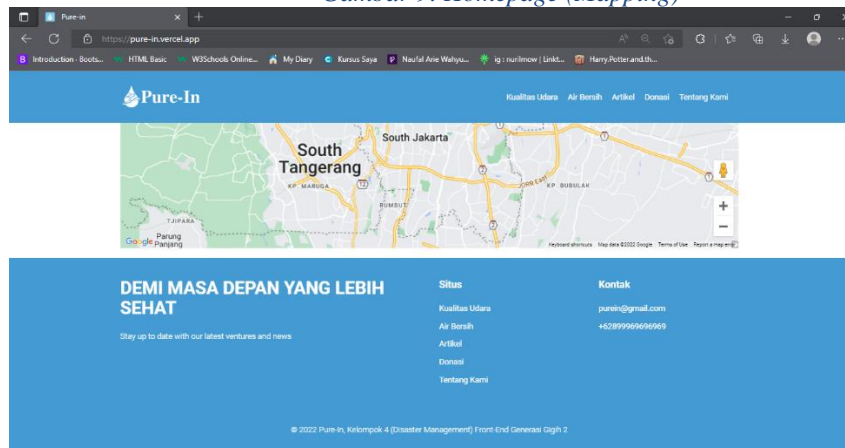 Gambar 9. Homepage (Mapping)
Pure-in
https://pure-in.vercel.app
Introduction - Boots... HTML Basic W3Schools Online... My Diary Kursus Saya Naufal Arie Wahyu... ig : nurilmow | Linkt... Harry.Potter.and.th...
Pure-In
Kualitas Udara Air Bersih Artikel Donasi Tentang Kami
South Jakarta
South
Tangerang
KP. MARUGA
KP BUBULAK
RUMBUT
TJIPARA
Parung
Panjang
Google
Keyboard shortcuts Map data ©2022 Google Terms of Use Report a map error
DEMI MASA DEPAN YANG LEBIH
SEHAT
Stay up to date with our latest ventures and news
Situs
Kualitas Udara
Air Bersih
Artikel
Donasi
Tentang Kami
Kontak
purein@gmail.com
+62899969696969
© 2022 Pure-In, Kelompok 4 (Disaster Management) Front-End Generasi Gigih 2